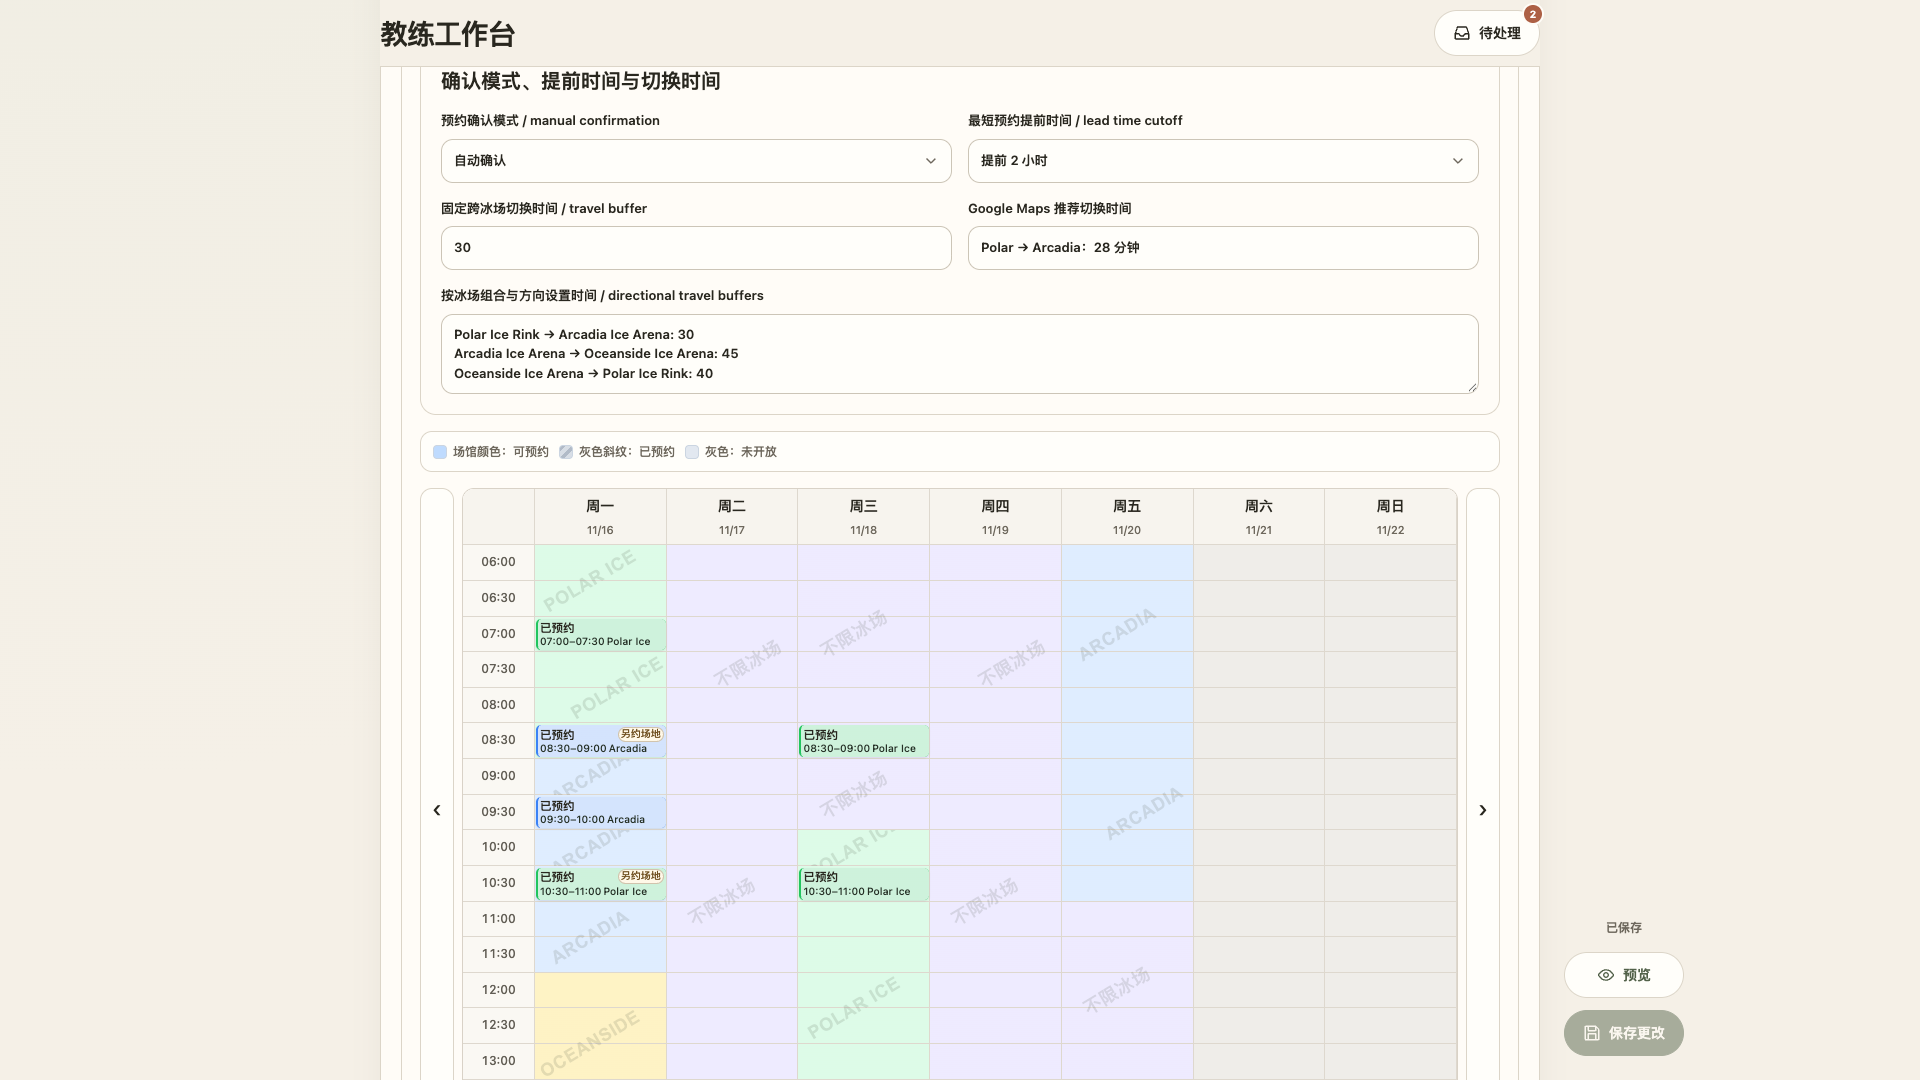 教练工作台
待处理
2
确认模式、提前时间与切换时间
预约确认模式 / manual confirmation
最短预约提前时间 / lead time cutoff
自动确认
提前 2 小时
固定跨冰场切换时间 / travel buffer
Google Maps 推荐切换时间
30
Polar → Arcadia：28 分钟
按冰场组合与方向设置时间 / directional travel buffers
Polar Ice Rink → Arcadia Ice Arena: 30
Arcadia Ice Arena → Oceanside Ice Arena: 45
Oceanside Ice Arena → Polar Ice Rink: 40
场馆颜色：可预约 灰色斜纹：已预约 灰色：未开放
周一 周二 周三 周四 周五 周六 周日
11/16 11/17 11/18 11/19 11/20 11/21 11/22
06:00
POLAR ICE
06:30
不限冰场
ARCADIA
07:00
已预约
07:00–07:30 Polar Ice
不限冰场
不限冰场
07:30
POLAR ICE
08:00
08:30
已预约 另约场地
08:30–09:00 Arcadia
已预约
08:30–09:00 Polar Ice
09:00
ARCADIA
不限冰场
ARCADIA
09:30
已预约
09:30–10:00 Arcadia
10:00
ARCADIA
POLAR ICE
10:30
已预约 另约场地
10:30–11:00 Polar Ice
已预约
10:30–11:00 Polar Ice
不限冰场
不限冰场
11:00
ARCADIA
11:30
12:00
POLAR ICE
不限冰场
12:30
OCEANSIDE
13:00
‹
›
已保存
预览
保存更改